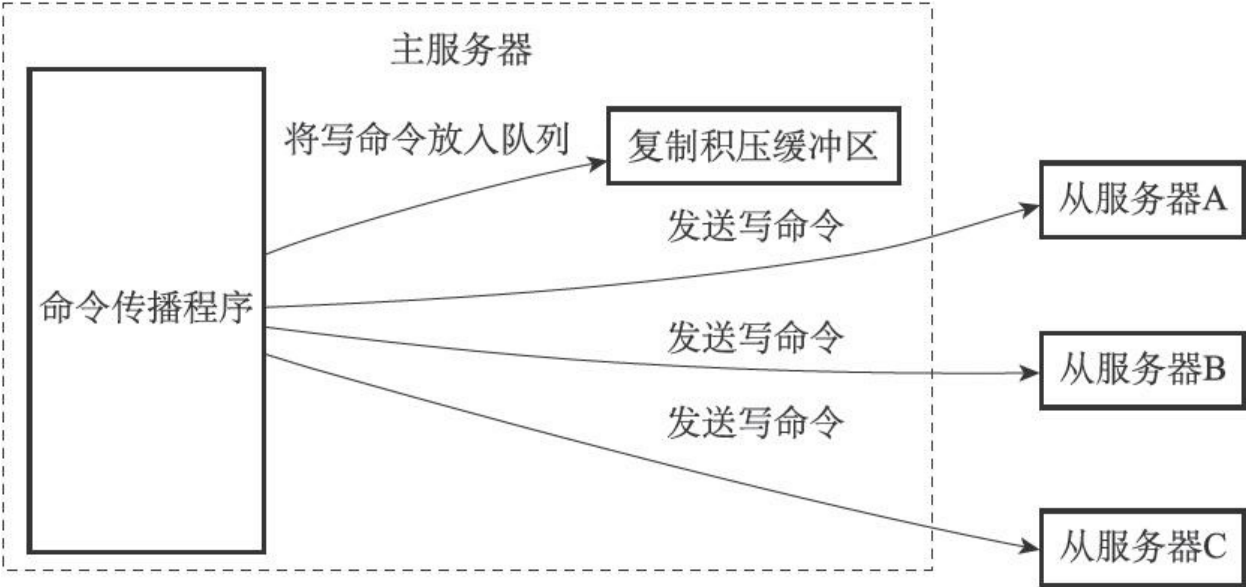 主服务器
将写命令放入队列
复制积压缓冲区
发送写命令
从服务器A
命令传播程序
发送写命令
从服务器B
发送写命令
从服务器C